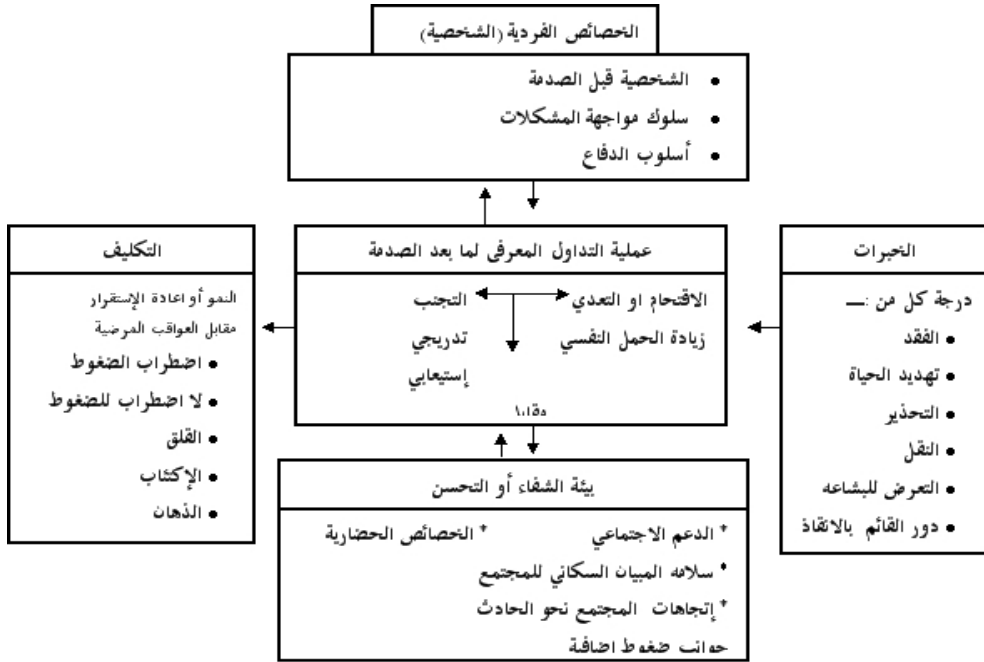 الخصائص الفردية (الشخصية)
● الشخصية قبل الصدمة
● سلوك مواجهة المشكلات
● أسلوب الدفاع
الخبرات
درجة كل من :ــ
● الفقد
● تهديد الحياة
● التحذير
● النقل
● التعرض للبشاعه
● دور القائم بالانقاذ
عملية التداول المعرفى لما بعد الصدمة
الاقتحام او التعدي
التجنب
زيادة الحمل النفسي
تدريجي
إستيعابي
التكليف
النمو أو اعادة الإستقرار
مقابل العواقب المرضية
● اضطراب الضغوط
● لا اضطراب للضغوط
● القلق
● الإكتئاب
● الذهان
بيئة الشفاء أو التحسن
* الدعم الاجتماعي
* الخصائص الحضارية
* سلامه المبيان السكاني للمجتمع
* إتجاهات المجتمع نحو الحادث
جوانب ضغوط اضافية